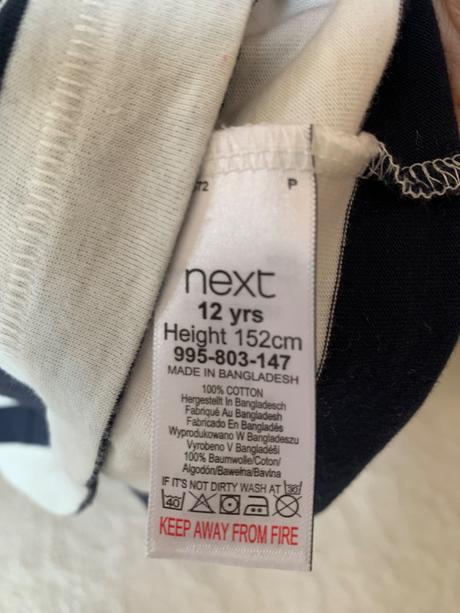 P
next
12 yrs
Height 152cm
995-803-147
MADE IN BANGLADESH
100% COTTON
Hergestellt In Bangladesch
Fabriqué Au Bangladesh
Fabricado En Bangladés
Wyprodukowano W Bangladeszu
Vyrobeno V Bangladéši
100% Baumwolle/Coton/
Algodón/Bawełna/Bavlna
IF IT'S NOT DIRTY WASH AT 30
40
KEEP AWAY FROM FIRE